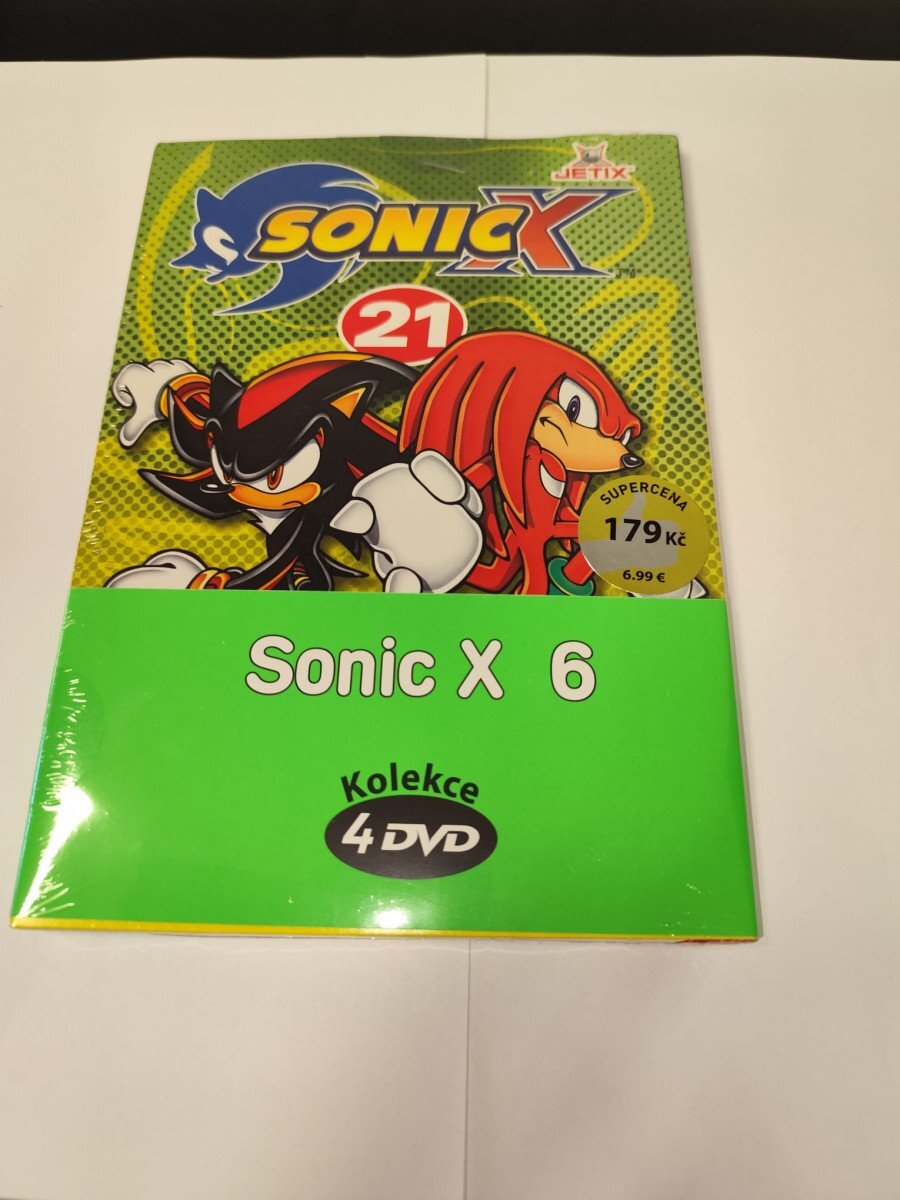 JETIX
SONIC X
TM
21
SUPERCENA
179 Kč
6.99 €
Sonic X 6
Kolekce
4 DVD